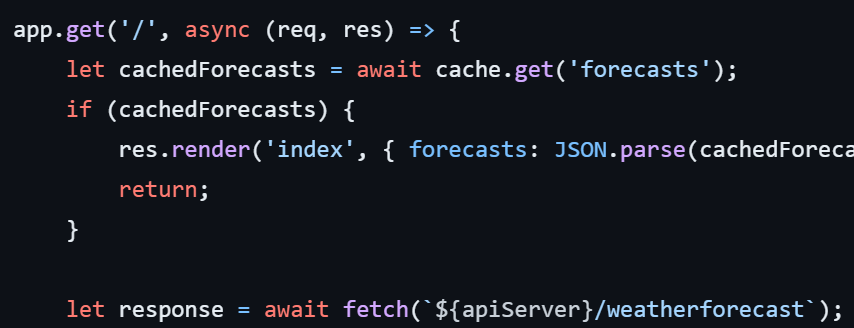 app.get('/', async (req, res) => {
    let cachedForecasts = await cache.get('forecasts');
    if (cachedForecasts) {
        res.render('index', { forecasts: JSON.parse(cachedForeca
        return;
    }

    let response = await fetch(`${apiServer}/weatherforecast`);